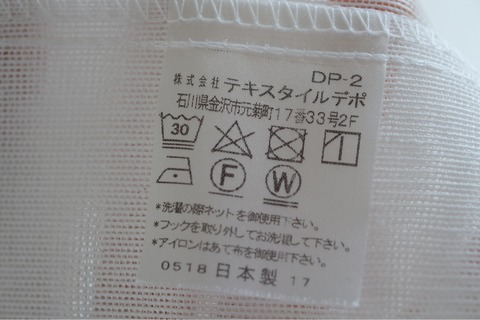 DP-2
株式会社 テキスタイルデポ
石川県金沢市元菊町17番33号2F
30
F W
*洗濯の際ネットを御使用下さい。
*フックを取り外してお洗濯して下さい。
*アイロンはあて布を御使用下さい。
0518 日本製 17